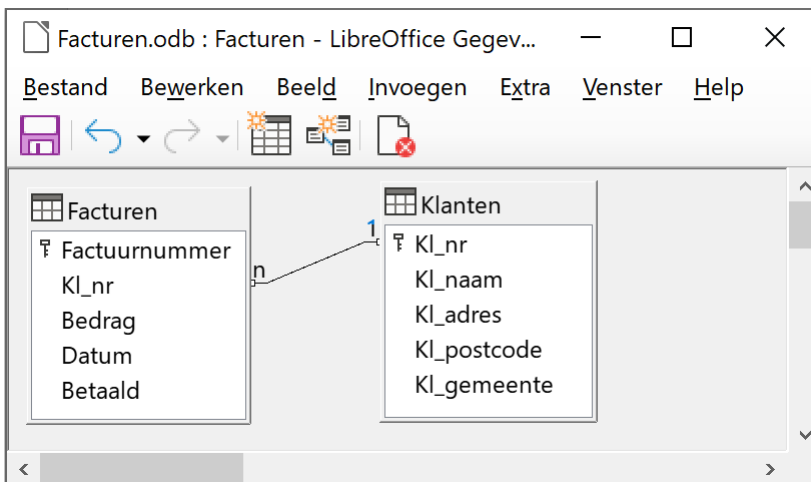 Facturen.odb : Facturen - LibreOffice Gegev...
Bestand Bewerken Beeld Invoegen Extra Venster Help
Facturen
Factuurnummer
Kl_nr
Bedrag
Datum
Betaald
n
1
Klanten
Kl_nr
Kl_naam
Kl_adres
Kl_postcode
Kl_gemeente